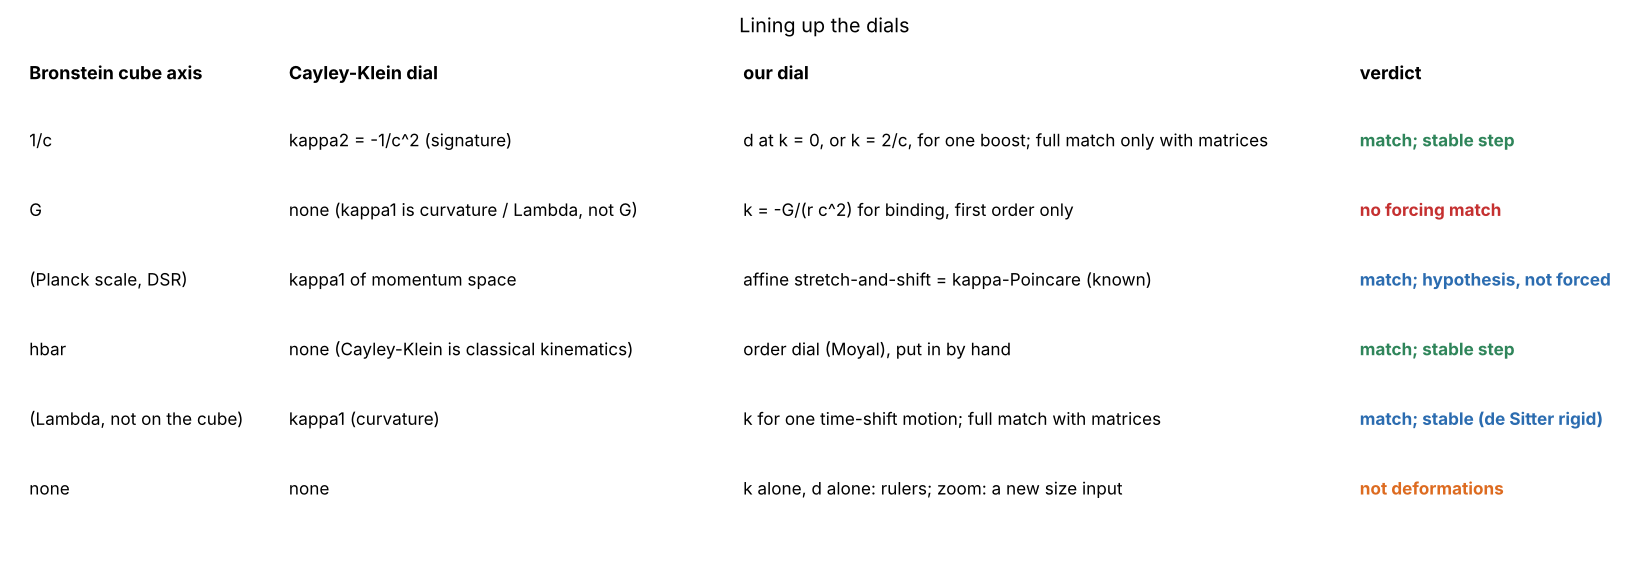 Lining up the dials
Bronstein cube axis Cayley-Klein dial our dial verdict
1/c kappa2 = -1/c^2 (signature) d at k = 0, or k = 2/c, for one boost; full match only with matrices match; stable step
G none (kappa1 is curvature / Lambda, not G) k = -G/(r c^2) for binding, first order only no forcing match
(Planck scale, DSR) kappa1 of momentum space affine stretch-and-shift = kappa-Poincare (known) match; hypothesis, not forced
hbar none (Cayley-Klein is classical kinematics) order dial (Moyal), put in by hand match; stable step
(Lambda, not on the cube) kappa1 (curvature) k for one time-shift motion; full match with matrices match; stable (de Sitter rigid)
none none k alone, d alone: rulers; zoom: a new size input not deformations